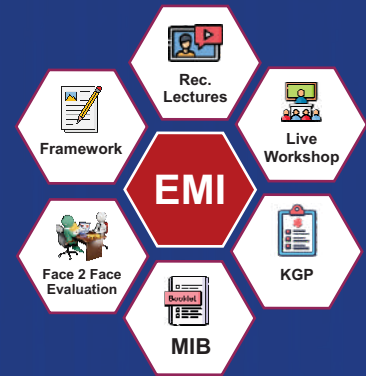 Rec.
Lectures
Framework
Live
Workshop
EMI
Face 2 Face
Evaluation
KGP
Booklet
MIB